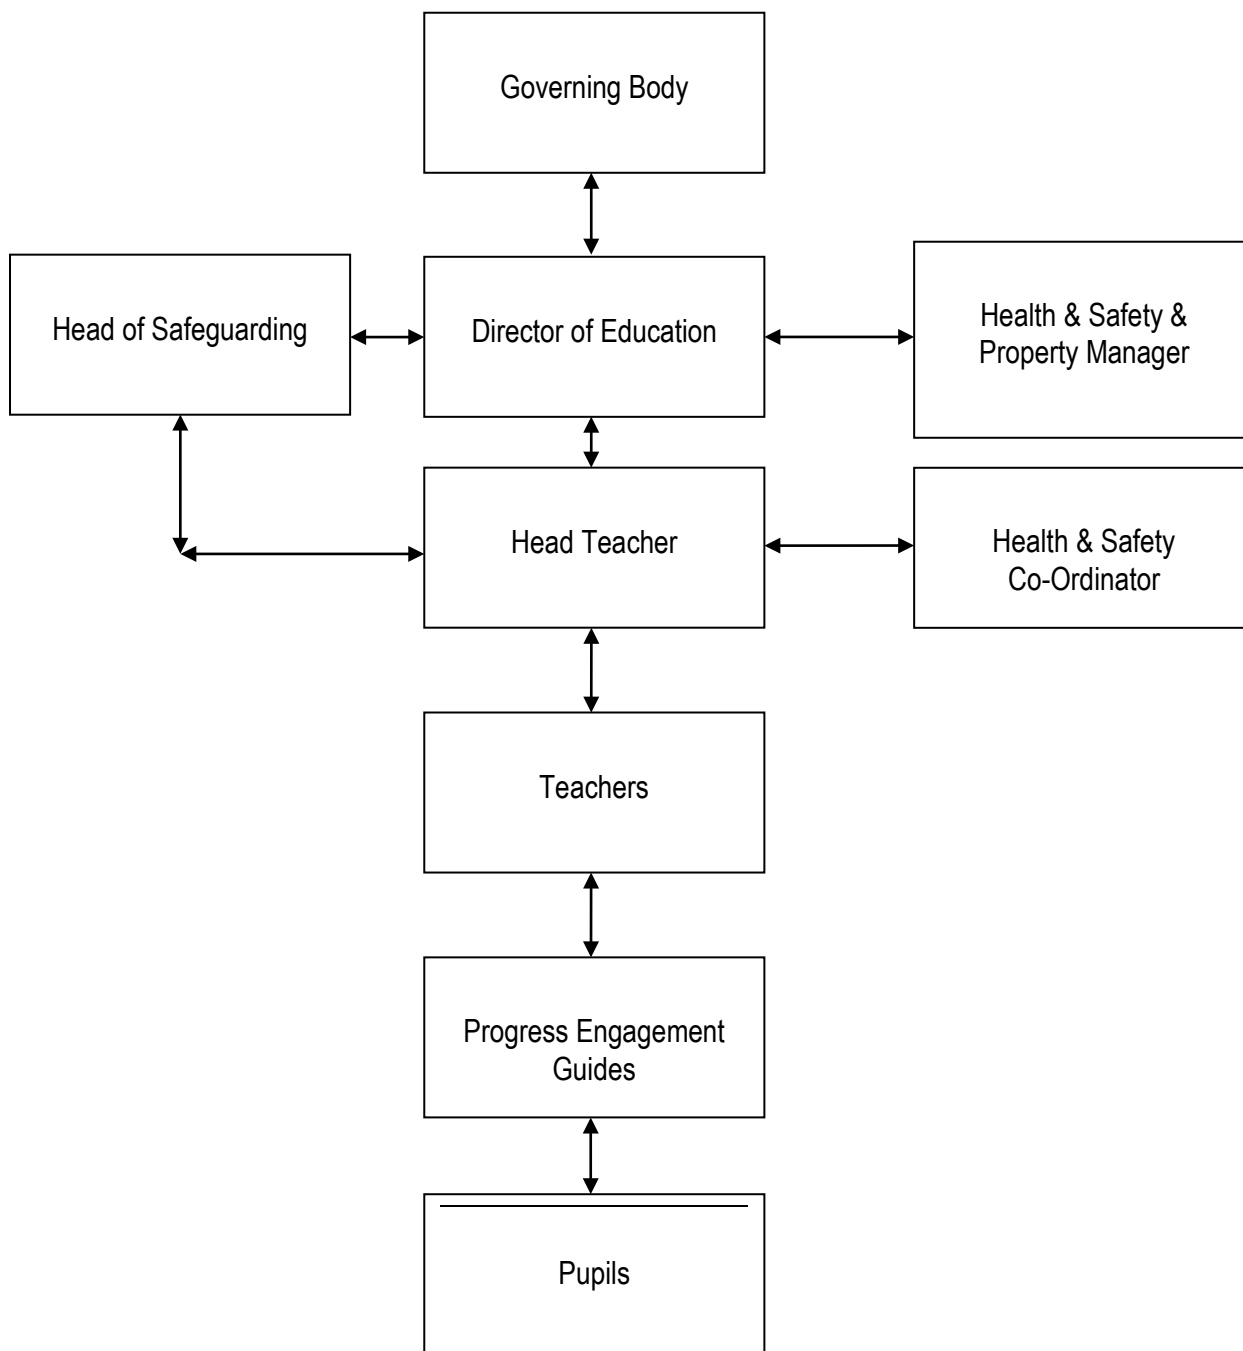 Governing Body
Head of Safeguarding
Director of Education
Health & Safety &
Property Manager
Head Teacher
Health & Safety
Co-Ordinator
Teachers
Progress Engagement
Guides
Pupils